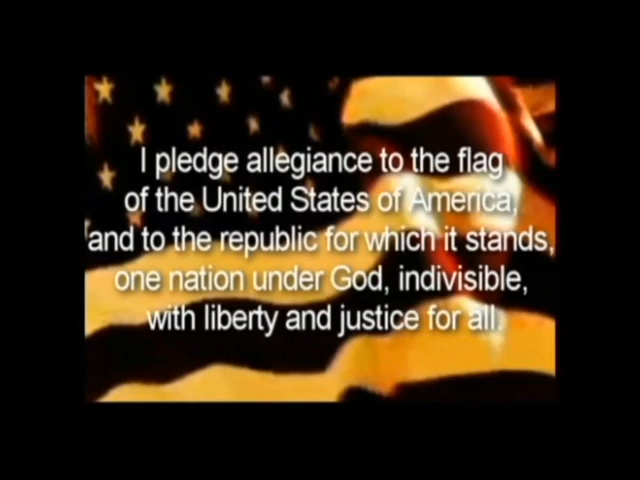 I pledge allegiance to the flag
of the United States of America,
and to the republic for which it stands,
one nation under God, indivisible,
with liberty and justice for all.